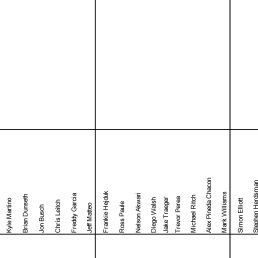 Kyle Martino
Brian Dunseth
Jon Busch
Chris Leitch
Freddy Garcia
Jeff Matteo
Frankie Hejduk
Ross Paule
Nelson Akwari
Diego Walsh
Jake Traeger
Trevor Perea
Michael Ritch
Alex Pineda Chacon
Mark Williams
Simon Elliott
Stephen Herdsman